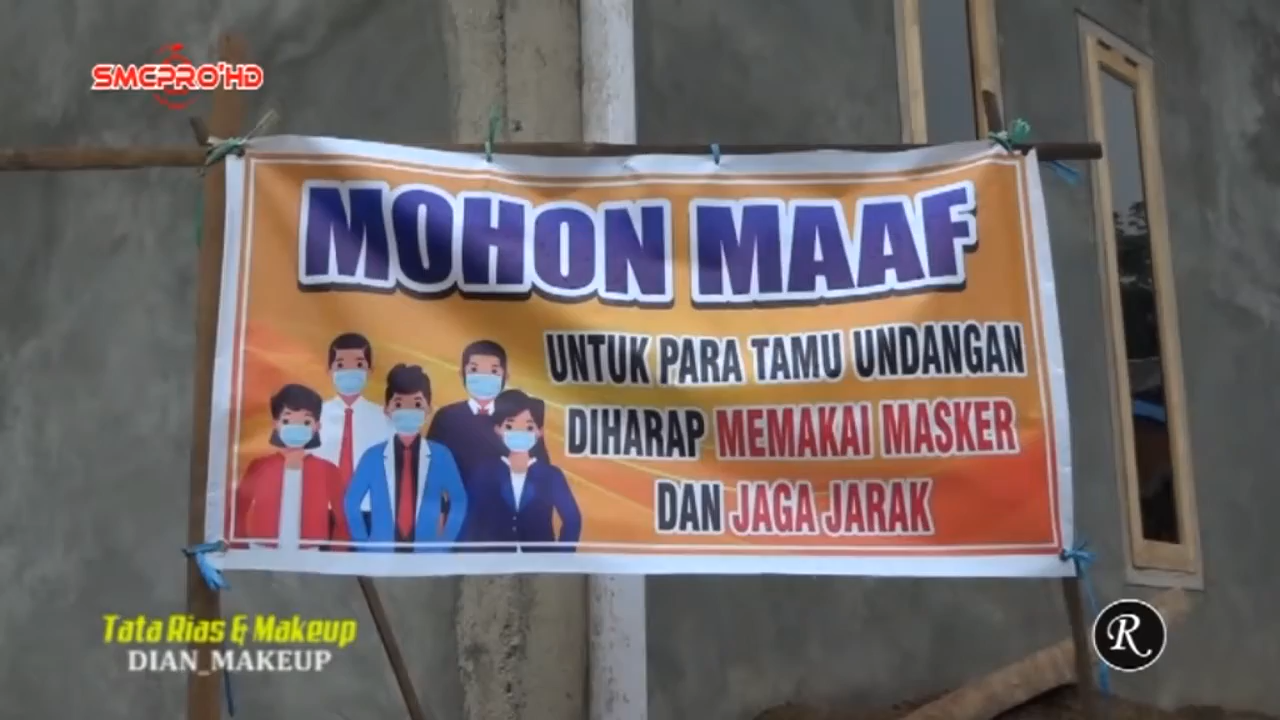 SMCPRO'HD
MOHON MAAF
UNTUK PARA TAMU UNDANGAN
DIHARAP MEMAKAI MASKER
DAN JAGA JARAK
Tata Rias & Makeup
DIAN_MAKEUP
R